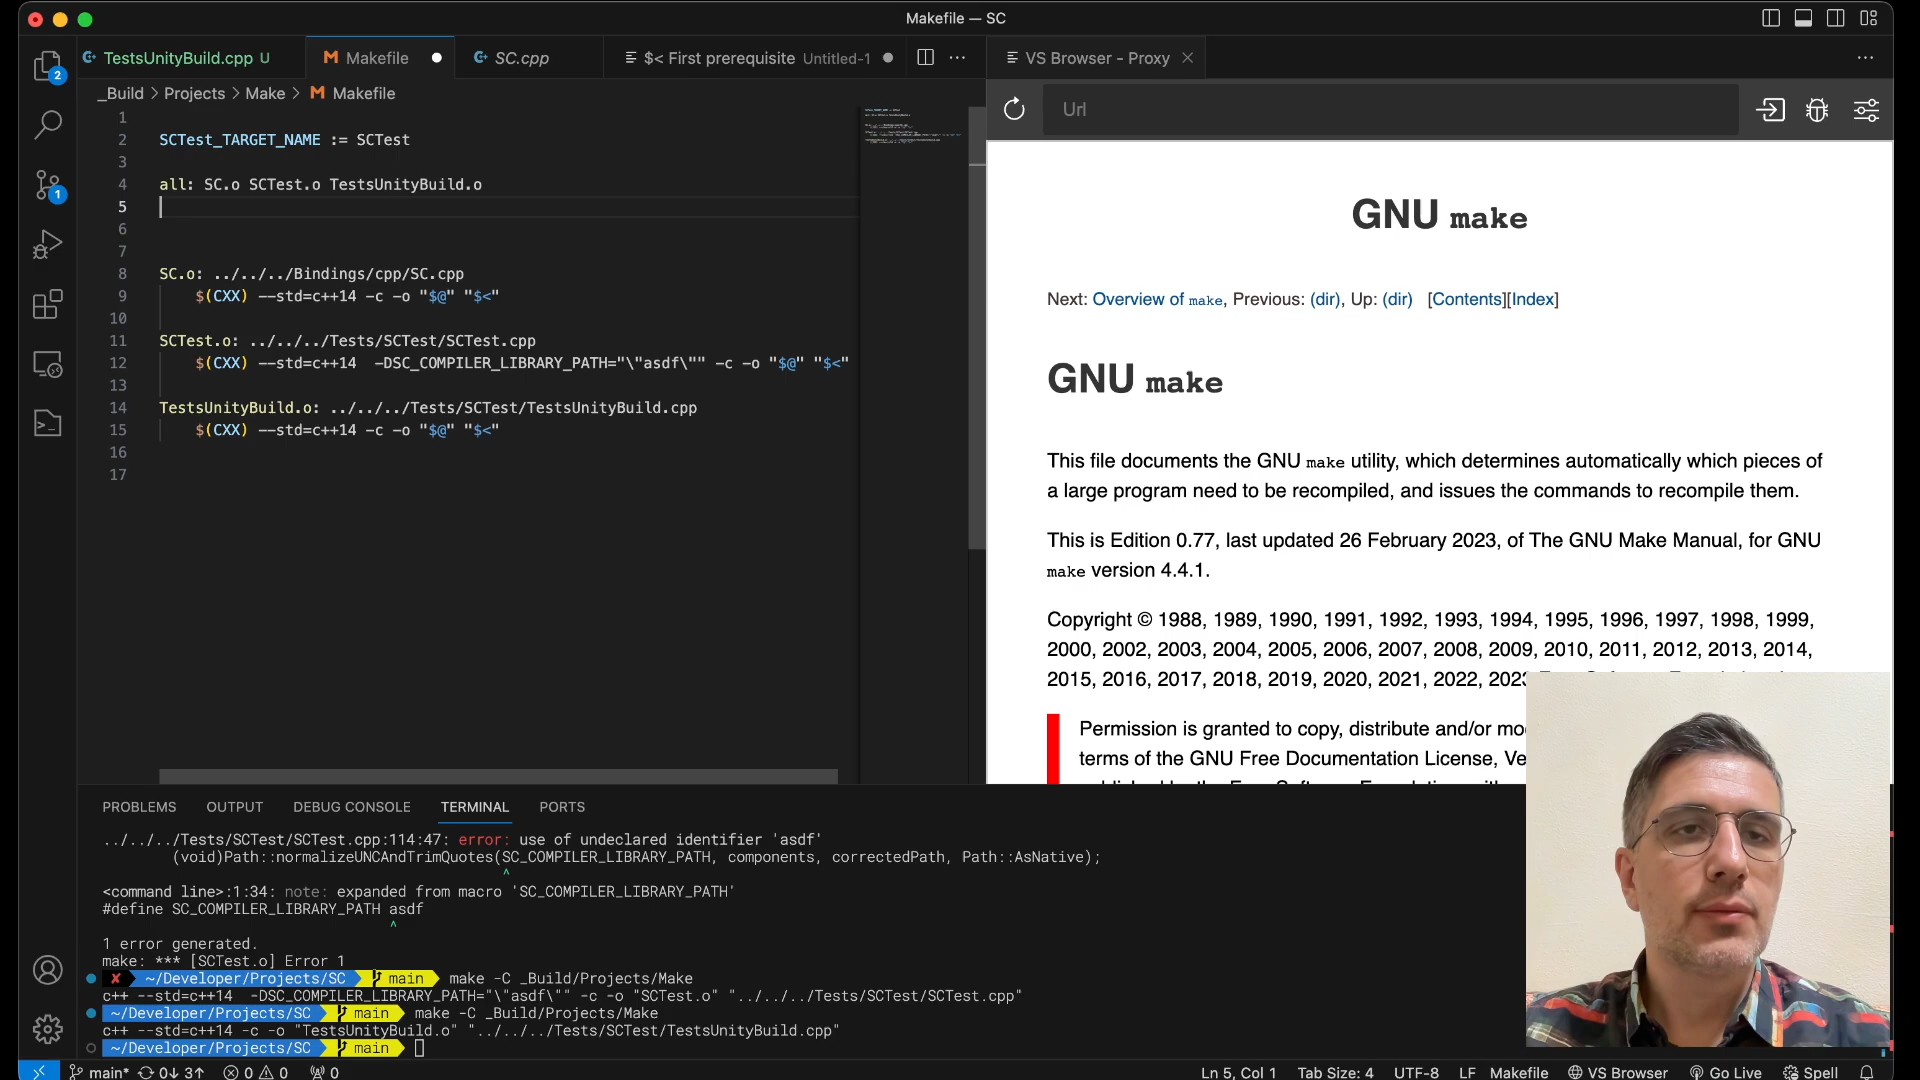 Makefile — SC
TestsUnityBuild.cpp U
Makefile
SC.cpp
$< First prerequisite Untitled-1
VS Browser - Proxy
_Build > Projects > Make > Makefile
Url
1
2 SCTest_TARGET_NAME := SCTest
3
4 all: SC.o SCTest.o TestsUnityBuild.o
5
6
7
8 SC.o: ../../../Bindings/cpp/SC.cpp
9 $(CXX) --std=c++14 -c -o "$@" "$<"
10
11 SCTest.o: ../../../Tests/SCTest/SCTest.cpp
12 $(CXX) --std=c++14  -DSC_COMPILER_LIBRARY_PATH="\"asdf\"" -c -o "$@" "$<"
13
14 TestsUnityBuild.o: ../../../Tests/SCTest/TestsUnityBuild.cpp
15 $(CXX) --std=c++14 -c -o "$@" "$<"
16
17
GNU make
Next: Overview of make, Previous: (dir), Up: (dir) [Contents][Index]
GNU make
This file documents the GNU make utility, which determines automatically which pieces of
a large program need to be recompiled, and issues the commands to recompile them.
This is Edition 0.77, last updated 26 February 2023, of The GNU Make Manual, for GNU
make version 4.4.1.
Copyright © 1988, 1989, 1990, 1991, 1992, 1993, 1994, 1995, 1996, 1997, 1998, 1999,
2000, 2002, 2003, 2004, 2005, 2006, 2007, 2008, 2009, 2010, 2011, 2012, 2013, 2014,
2015, 2016, 2017, 2018, 2019, 2020, 2021, 2022, 2023
Permission is granted to copy, distribute and/or mo
terms of the GNU Free Documentation License, Ve
2
1
PROBLEMS OUTPUT DEBUG CONSOLE TERMINAL PORTS
../../../Tests/SCTest/SCTest.cpp:114:47: error: use of undeclared identifier 'asdf'
(void)Path::normalizeUNCAndTrimQuotes(SC_COMPILER_LIBRARY_PATH, components, correctedPath, Path::AsNative);
^
<command line>:1:34: note: expanded from macro 'SC_COMPILER_LIBRARY_PATH'
#define SC_COMPILER_LIBRARY_PATH asdf
^
1 error generated.
make: *** [SCTest.o] Error 1
✘ ~/Developer/Projects/SC main make -C _Build/Projects/Make
c++ --std=c++14  -DSC_COMPILER_LIBRARY_PATH="\"asdf\"" -c -o "SCTest.o" "../../../Tests/SCTest/SCTest.cpp"
~/Developer/Projects/SC main make -C _Build/Projects/Make
c++ --std=c++14 -c -o "TestsUnityBuild.o" "../../../Tests/SCTest/TestsUnityBuild.cpp"
~/Developer/Projects/SC main
main* 0↓ 3↑ 0 0 0 Ln 5, Col 1 Tab Size: 4 UTF-8 LF Makefile VS Browser Go Live Spell